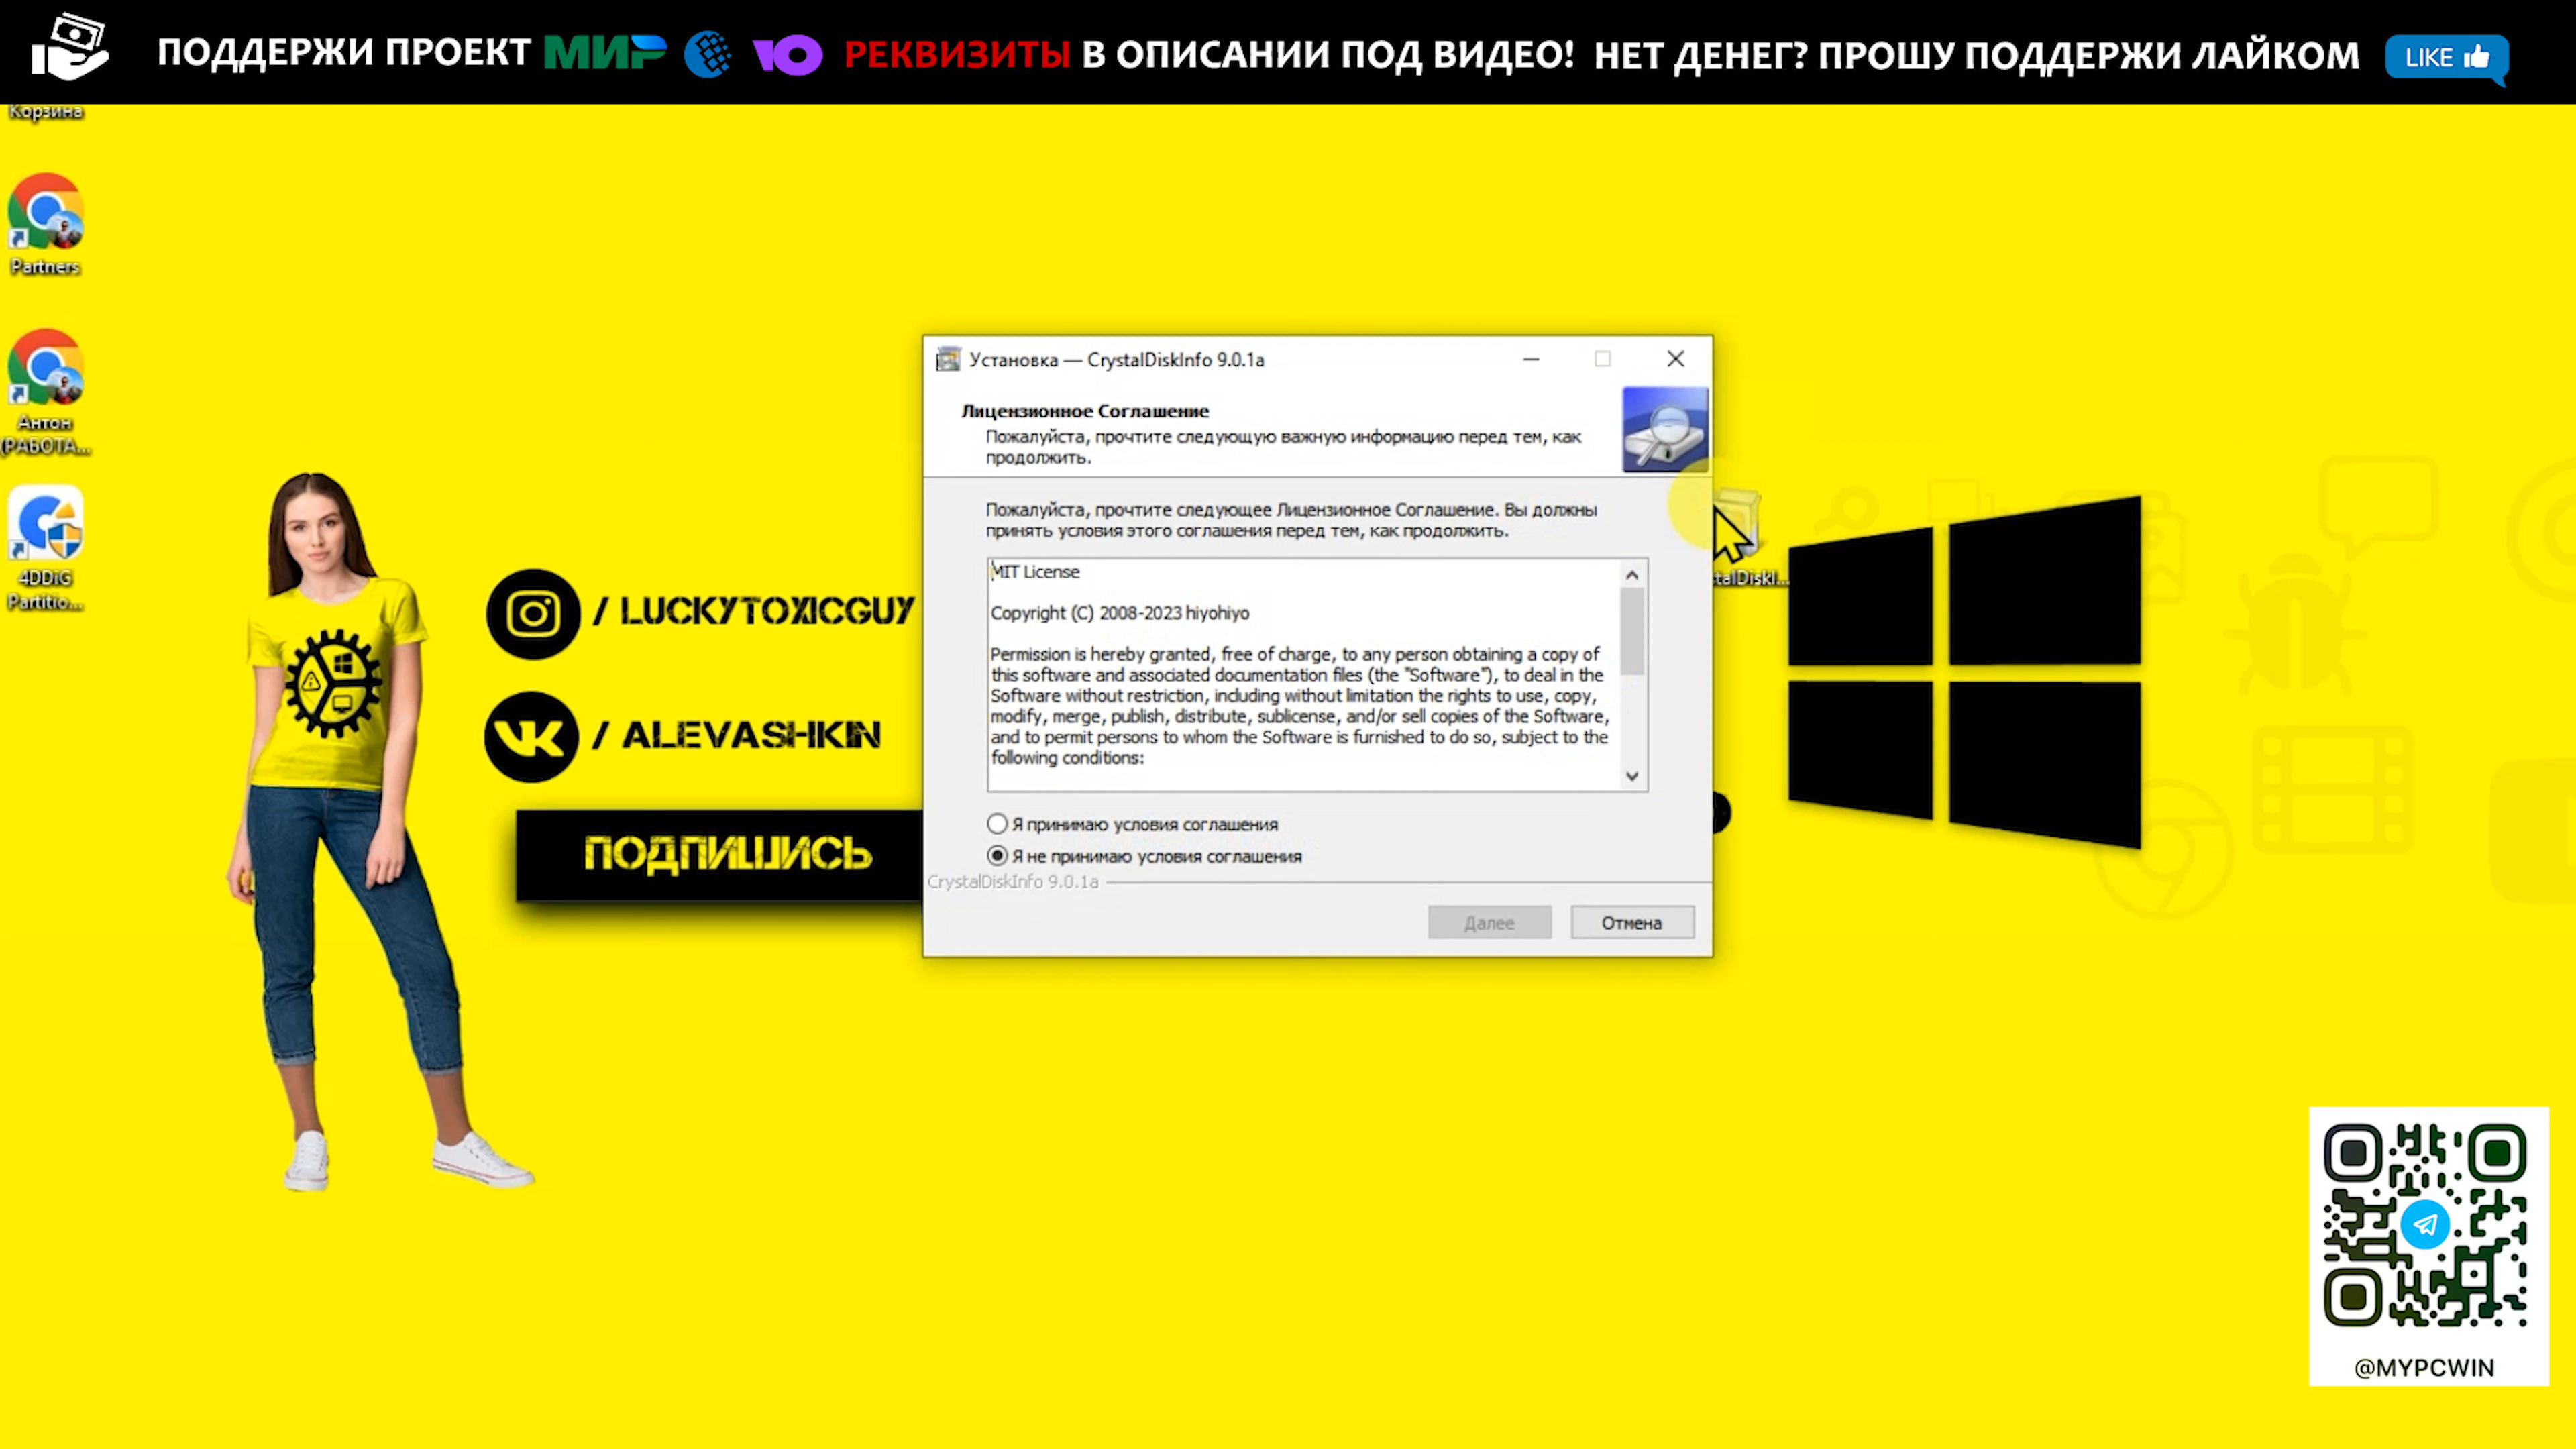 ПОДДЕРЖИ ПРОЕКТ МИР Ю РЕКВИЗИТЫ В ОПИСАНИИ ПОД ВИДЕО! НЕТ ДЕНЕГ? ПРОШУ ПОДДЕРЖИ ЛАЙКОМ LIKE
Корзина
Partners
Антон
(РАБОТА...
4DDiG
Partitio...
/ LUCKYTOXICGUY
/ ALEVASHKIN
ПОДПИШИСЬ
Установка — CrystalDiskInfo 9.0.1a
Лицензионное Соглашение
Пожалуйста, прочтите следующую важную информацию перед тем, как
продолжить.
Пожалуйста, прочтите следующее Лицензионное Соглашение. Вы должны
принять условия этого соглашения перед тем, как продолжить.
MIT License
Copyright (C) 2008-2023 hiyohiyo
Permission is hereby granted, free of charge, to any person obtaining a copy of
this software and associated documentation files (the "Software"), to deal in the
Software without restriction, including without limitation the rights to use, copy,
modify, merge, publish, distribute, sublicense, and/or sell copies of the Software,
and to permit persons to whom the Software is furnished to do so, subject to the
following conditions:
Я принимаю условия соглашения
Я не принимаю условия соглашения
CrystalDiskInfo 9.0.1a
Далее
Отмена
stalDiskI...
@MYPCWIN